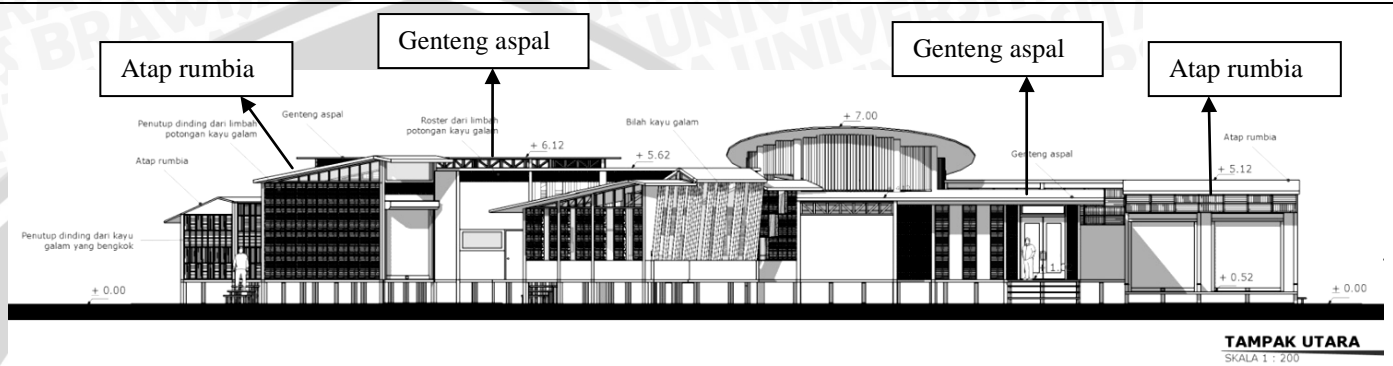 Genteng aspal
Genteng aspal
Atap rumbia
Atap rumbia
Genteng aspal
Penutup dinding dari limbah
potongan kayu galam
Roster dari limbah
potongan kayu galam
Bilah kayu galam
+ 7.00
Atap rumbia
Atap rumbia
+ 6.12
+ 5.62
Genteng aspal
+ 5.12
Penutup dinding dari kayu
galam yang bengkok
+ 0.52
+ 0.00
+ 0.00
TAMPAK UTARA
SKALA 1 : 200